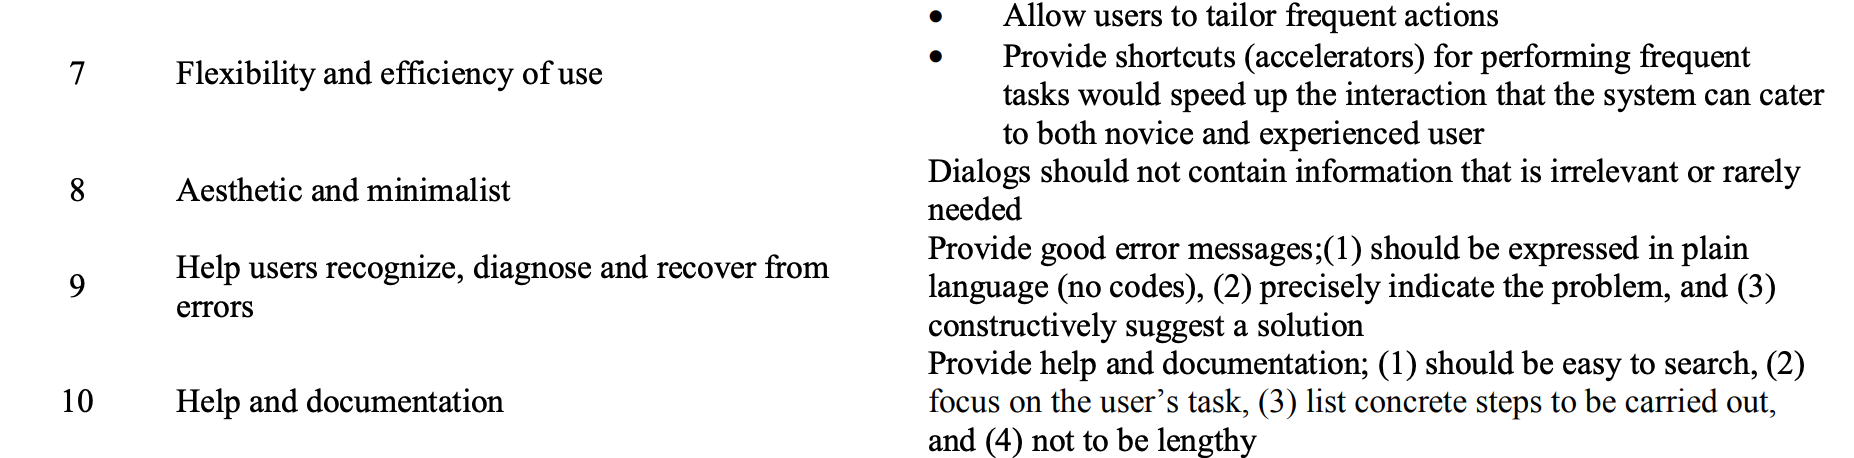 • Allow users to tailor frequent actions
7 Flexibility and efficiency of use • Provide shortcuts (accelerators) for performing frequent
tasks would speed up the interaction that the system can cater
to both novice and experienced user
8 Aesthetic and minimalist Dialogs should not contain information that is irrelevant or rarely
needed
9 Help users recognize, diagnose and recover from
errors
Provide good error messages;(1) should be expressed in plain
language (no codes), (2) precisely indicate the problem, and (3)
constructively suggest a solution
10 Help and documentation
Provide help and documentation; (1) should be easy to search, (2)
focus on the user’s task, (3) list concrete steps to be carried out,
and (4) not to be lengthy